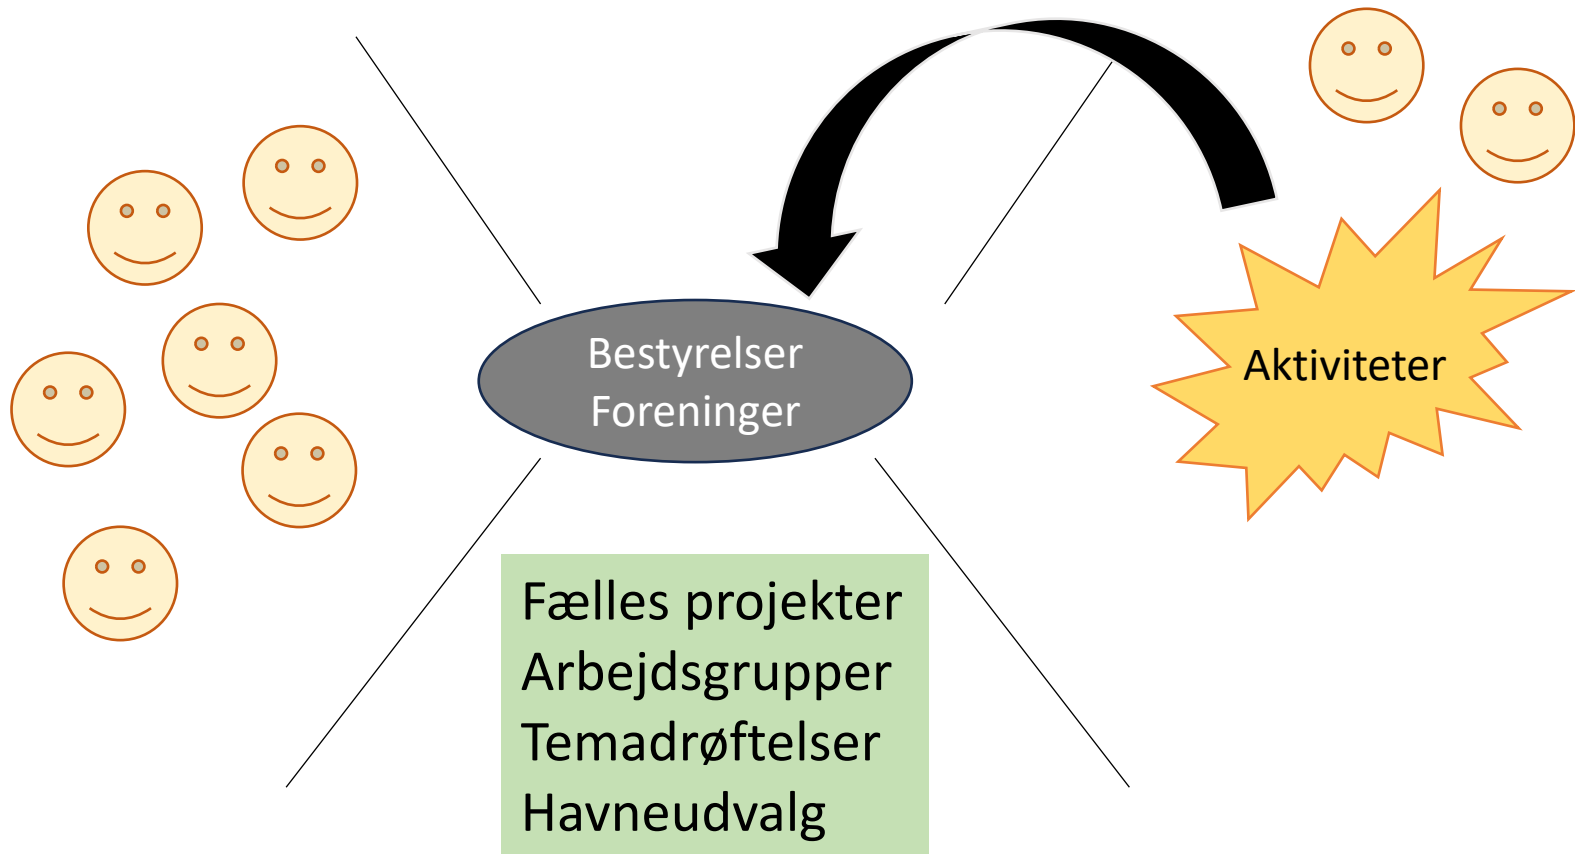 Bestyrelser
Foreninger
Aktiviteter
Fælles projekter
Arbejdsgrupper
Temadrøftelser
Havneudvalg